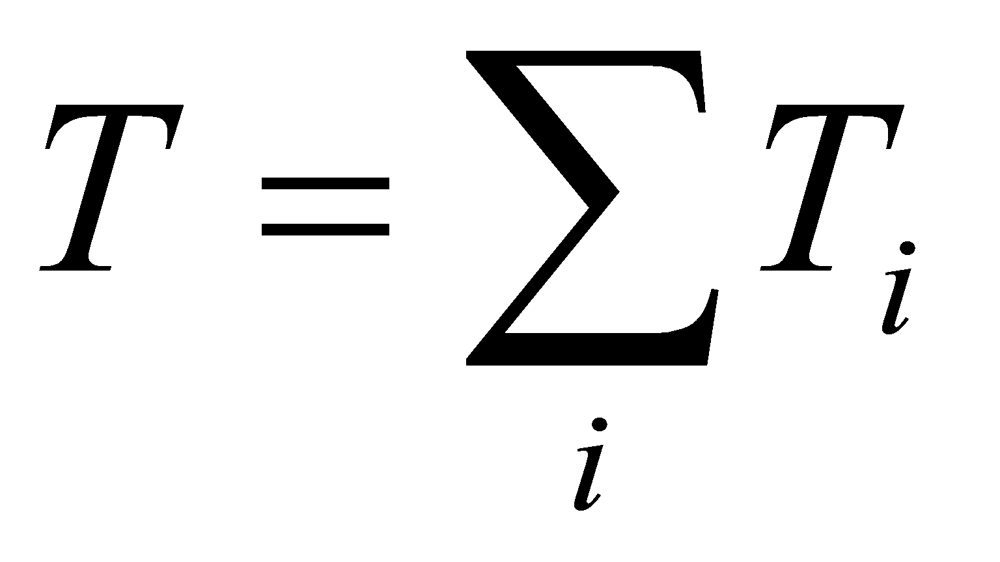 T = ∑ T_i
i